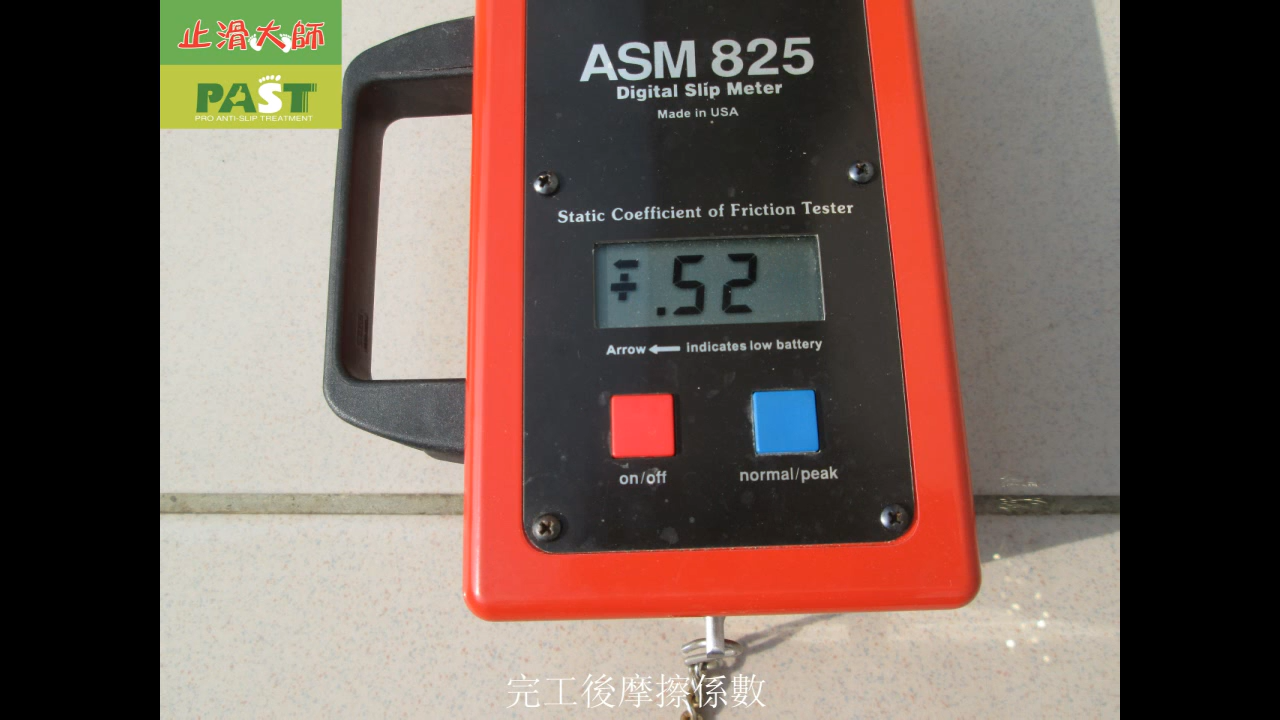 止滑大師
PAST
PRO ANTI-SLIP TREATMENT
ASM 825
Digital Slip Meter
Made in USA
Static Coefficient of Friction Tester
.52
Arrow ← indicates low battery
on/off
normal/peak
完工後摩擦係數